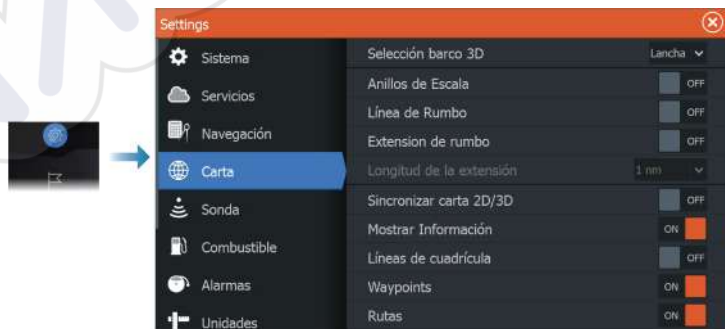 Settings
Sistema
Servicios
Navegación
Carta
Sonda
Combustible
Alarmas
Unidades
Selección barco 3D Lancha
Anillos de Escala OFF
Línea de Rumbo OFF
Extension de rumbo OFF
Longitud de la extensión 1 nm
Sincronizar carta 2D/3D OFF
Mostrar Información ON
Líneas de cuadrícula OFF
Waypoints ON
Rutas ON